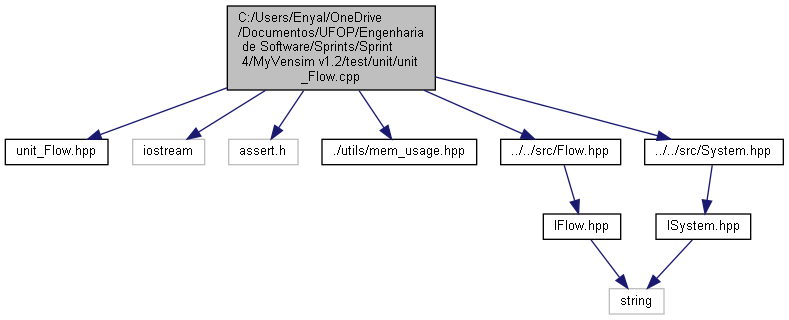 C:/Users/Enyal/OneDrive
/Documentos/UFOP/Engenharia
de Software/Sprints/Sprint
4/MyVensim v1.2/test/unit/unit
_Flow.cpp
unit_Flow.hpp
iostream
assert.h
./utils/mem_usage.hpp
../../src/Flow.hpp
../../src/System.hpp
IFlow.hpp
ISystem.hpp
string